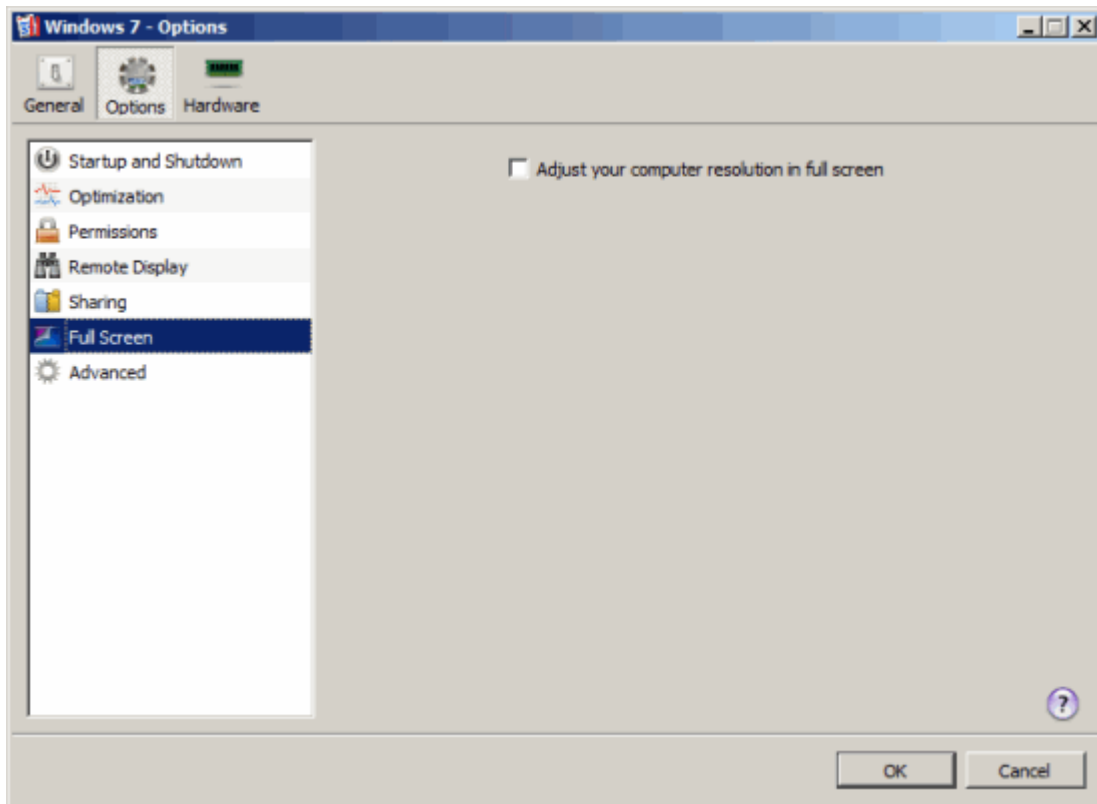 Windows 7 - Options
General Options Hardware
Startup and Shutdown
Optimization
Permissions
Remote Display
Sharing
Full Screen
Advanced
Adjust your computer resolution in full screen
?
OK Cancel